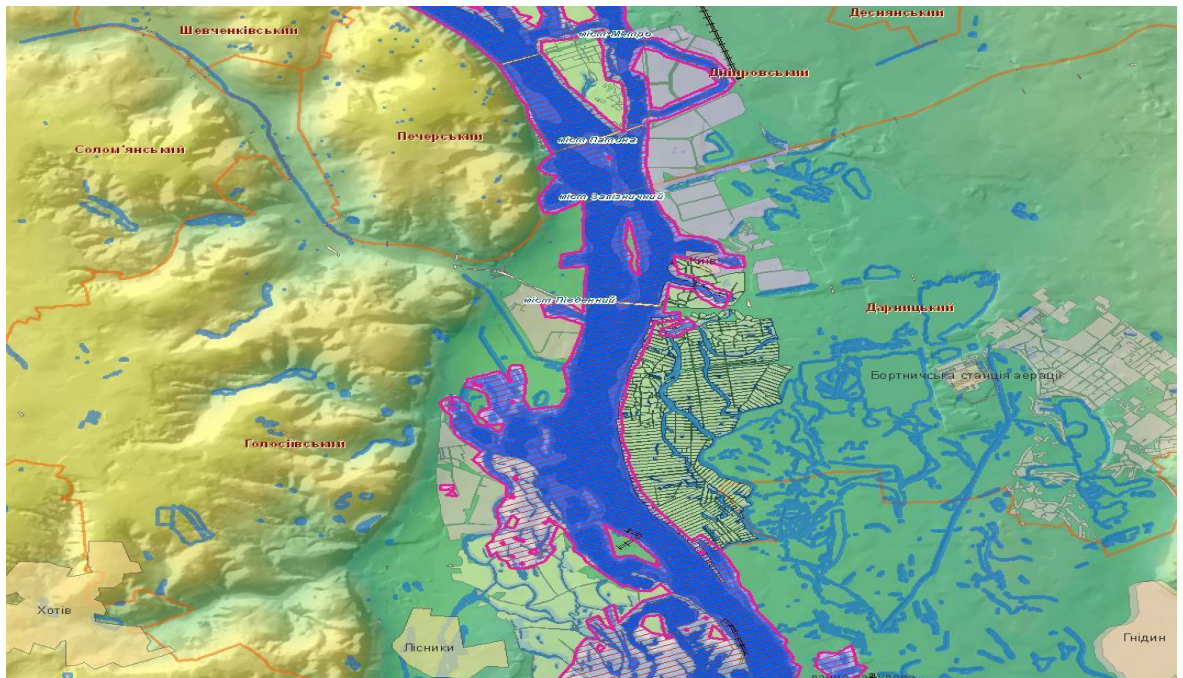 Деснянський
Шевченківський
міст Метро
Дніпровський
Печерський
міст Патона
Солом'янський
міст Залізничний
Київ
міст Південний
Дарницький
Бортничська станція аерації
Голосіївський
Хотів
Гнідин
Лісники